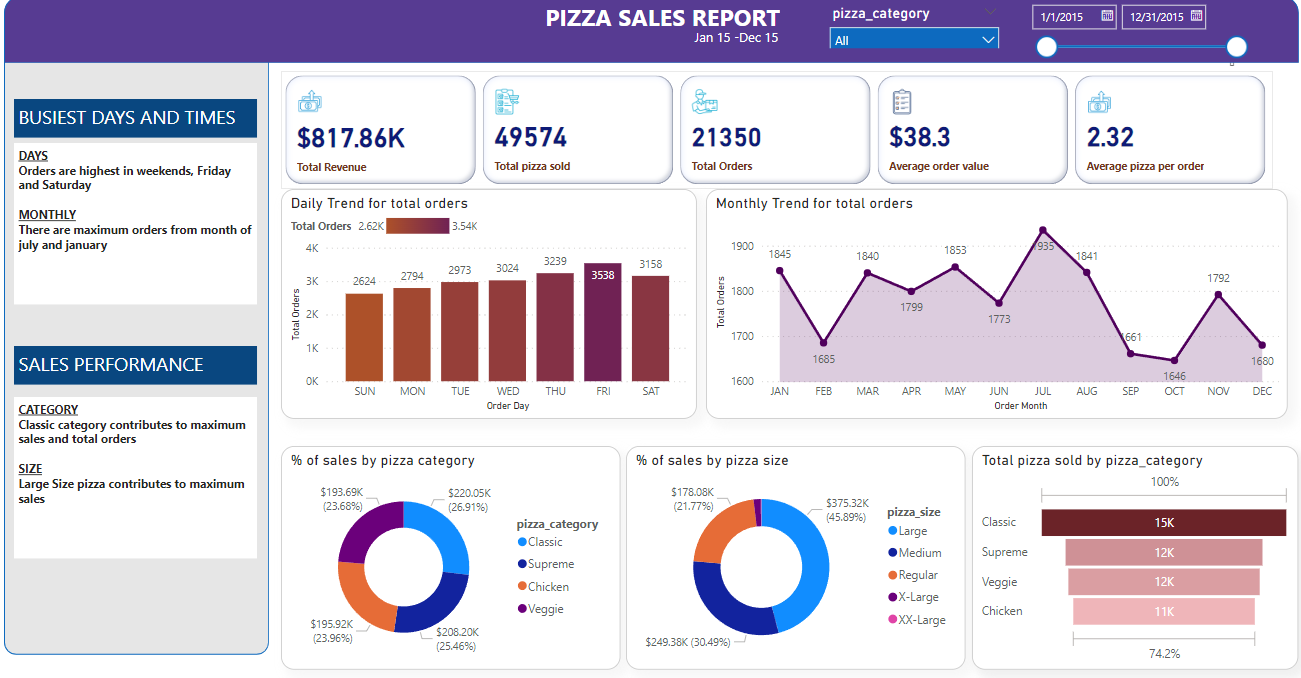 PIZZA SALES REPORT
Jan 15 -Dec 15
pizza_category
All
1/1/2015
12/31/2015
BUSIEST DAYS AND TIMES
DAYS
Orders are highest in weekends, Friday
and Saturday
MONTHLY
There are maximum orders from month of
july and january
SALES PERFORMANCE
CATEGORY
Classic category contributes to maximum
sales and total orders
SIZE
Large Size pizza contributes to maximum
sales
$817.86K
Total Revenue
49574
Total pizza sold
21350
Total Orders
$38.3
Average order value
2.32
Average pizza per order
Daily Trend for total orders
Total Orders 2.62K 3.54K
Total Orders
4K
3K
2K
1K
0K
2624
2794
2973
3024
3239
3538
3158
SUN MON TUE WED THU FRI SAT
Order Day
Monthly Trend for total orders
Total Orders
1900
1800
1700
1600
1845
1685
1840
1799
1853
1773
1935
1841
1661
1646
1792
1680
JAN FEB MAR APR MAY JUN JUL AUG SEP OCT NOV DEC
Order Month
% of sales by pizza category
$193.69K
(23.68%)
$220.05K
(26.91%)
$195.92K
(23.96%)
$208.20K
(25.46%)
pizza_category
Classic
Supreme
Chicken
Veggie
% of sales by pizza size
$178.08K
(21.77%)
$375.32K
(45.89%)
$249.38K (30.49%)
pizza_size
Large
Medium
Regular
X-Large
XX-Large
Total pizza sold by pizza_category
100%
Classic 15K
Supreme 12K
Veggie 12K
Chicken 11K
74.2%